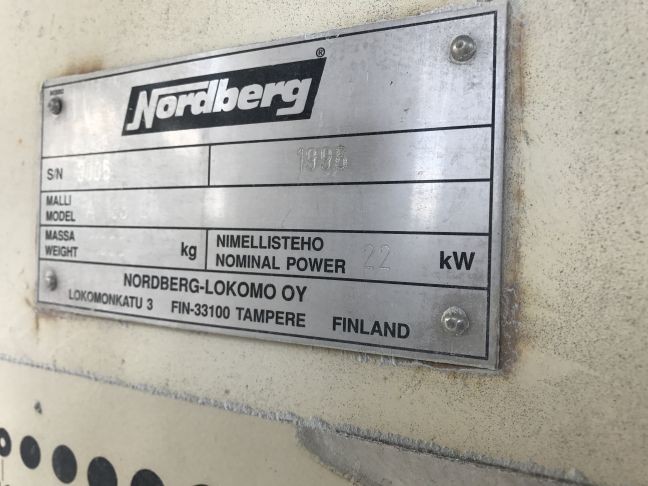 Nordberg ®
S/N
MALLI
MODEL
MASSA
WEIGHT kg
NIMELLISTEHO
NOMINAL POWER 22 kW
NORDBERG-LOKOMO OY
LOKOMONKATU 3 FIN-33100 TAMPERE FINLAND